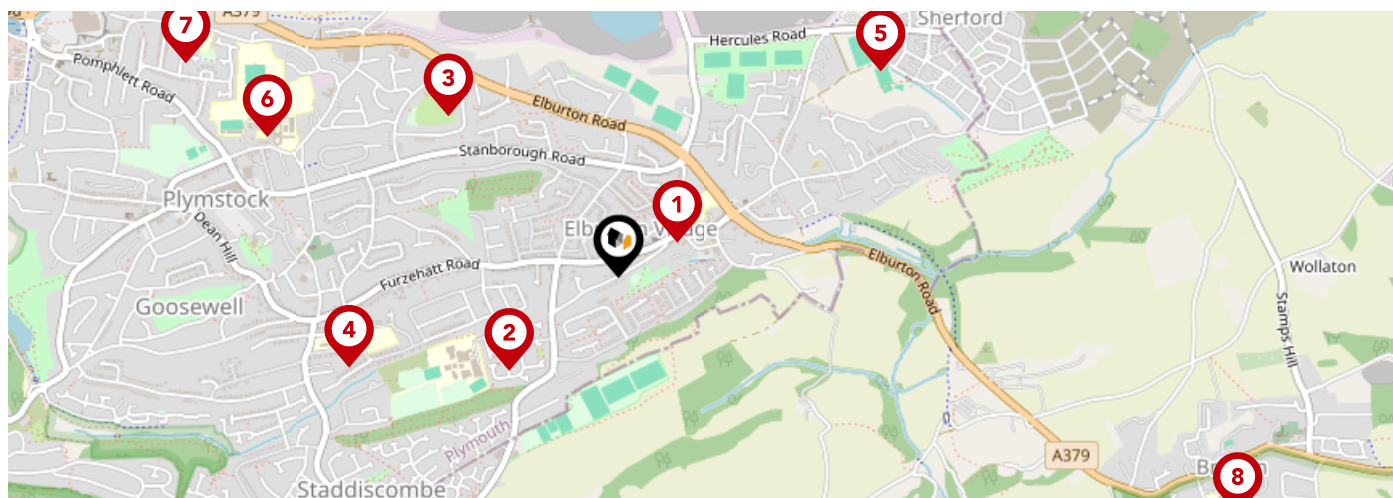 A379
7
Sherford
Hercules Road
5
Pomphlett Road
3
6
Elburton Road
Stanborough Road
Plymstock
1
Dean Hill
Furzehatt Road
Elburton Road
Wollaton
Goosewell
Stamps Hill
4
2
Plymouth
A379
8
Staddiscombe